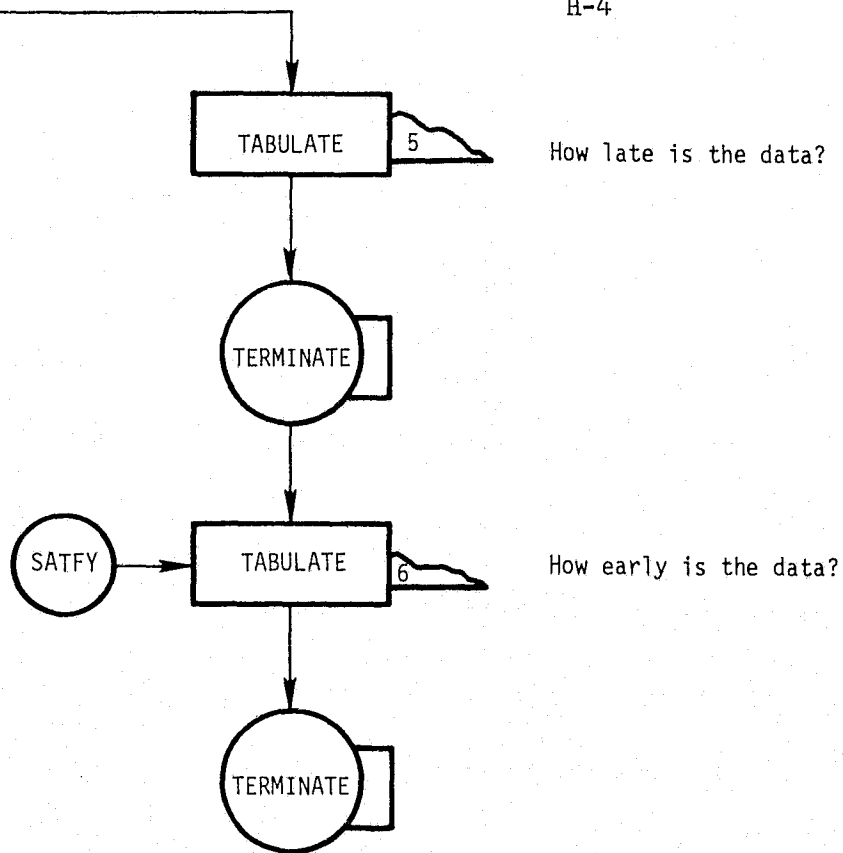 H-4
TABULATE
5
How late is the data?
TERMINATE
SATFY
TABULATE
6
How early is the data?
TERMINATE